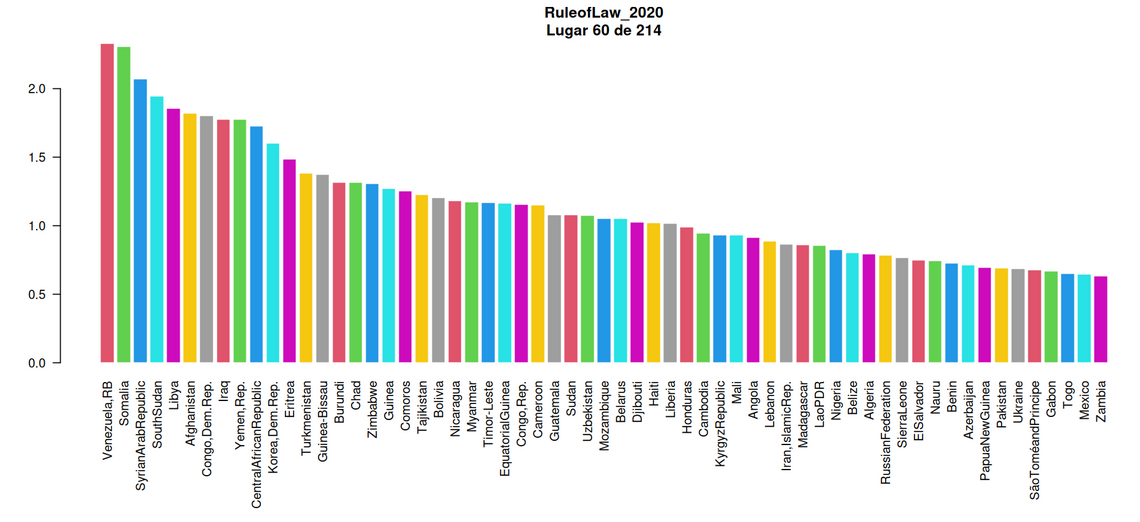 RuleofLaw_2020
Lugar 60 de 214
2.0
1.5
1.0
0.5
0.0
Venezuela,RB
Somalia
SyrianArabRepublic
SouthSudan
Libya
Afghanistan
Congo,Dem.Rep.
Iraq
Yemen,Rep.
CentralAfricanRepublic
Korea,Dem.Rep.
Eritrea
Turkmenistan
Guinea-Bissau
Burundi
Chad
Zimbabwe
Guinea
Comoros
Tajikistan
Bolivia
Nicaragua
Myanmar
Timor-Leste
EquatorialGuinea
Congo,Rep.
Cameroon
Guatemala
Sudan
Uzbekistan
Mozambique
Belarus
Djibouti
Haiti
Liberia
Honduras
Cambodia
KyrgyzRepublic
Mali
Angola
Lebanon
Iran,IslamicRep.
Madagascar
LaoPDR
Nigeria
Belize
Algeria
RussianFederation
SierraLeone
ElSalvador
Nauru
Benin
Azerbaijan
PapuaNewGuinea
Pakistan
Ukraine
SãoToméandPrincipe
Gabon
Togo
Mexico
Zambia